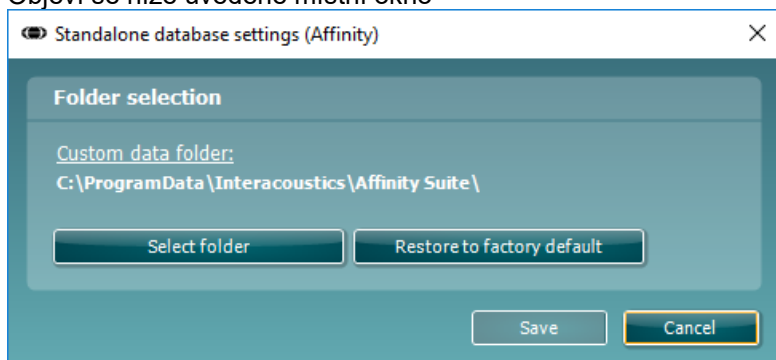 Objeví se níže uvedené místní okno
Standalone database settings (Affinity)
Folder selection
Custom data folder:
C:\ProgramData\Interacoustics\Affinity Suite\
Select folder
Restore to factory default
Save
Cancel